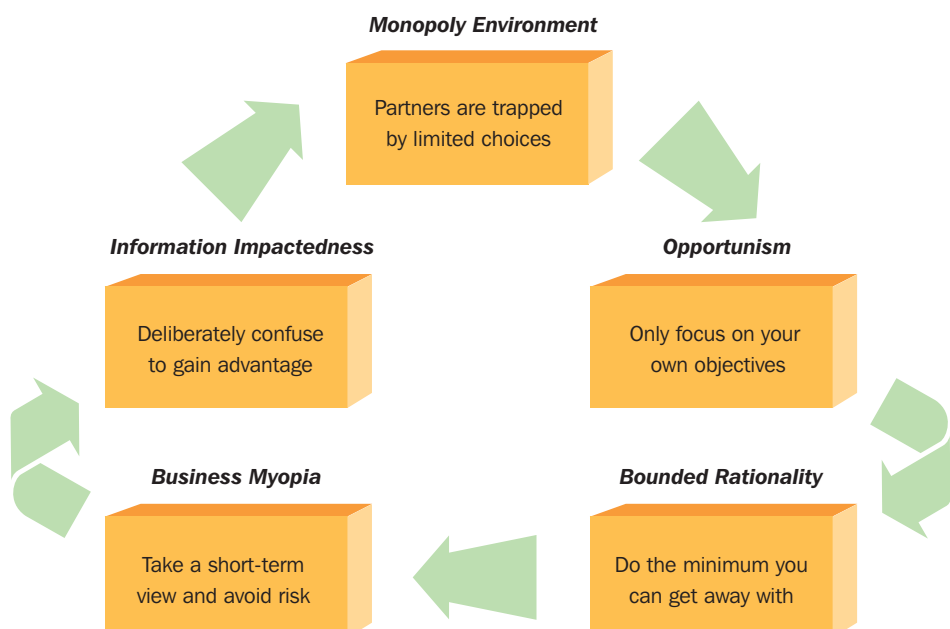 Monopoly Environment
Partners are trapped
by limited choices
Information Impactedness
Deliberately confuse
to gain advantage
Opportunism
Only focus on your
own objectives
Business Myopia
Take a short-term
view and avoid risk
Bounded Rationality
Do the minimum you
can get away with